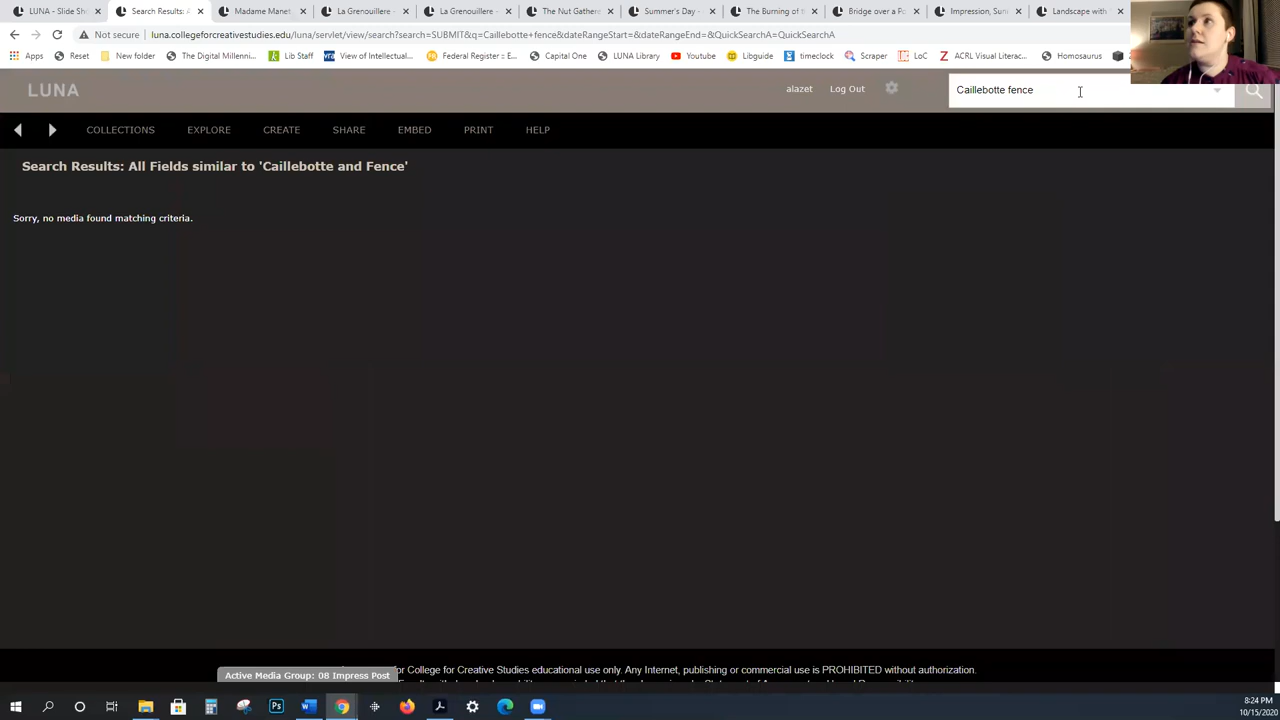 LUNA - Slide Sho
Search Results: A
Madame Manet,
La Grenouille -
La Grenouille -
The Nut Gathere
Summer's Day -
The Burning of t
Bridge over a Po
Impression, Sun
Landscape with
Not secure | luna.collegeforcreativestudies.edu/luna/servlet/view/search?search=SUBMIT&q=Caillebotte+fence&dateRangeStart=&dateRangeEnd=&QuickSearchA=QuickSearchA
Apps
Reset
New folder
The Digital Millenni...
Lib Staff
View of Intellectual...
Federal Register ::: E...
Capital One
LUNA Library
Youtube
Libguide
timeclock
Scraper
LoC
ACRL Visual Literac...
Homosaurus
LUNA
alazet
Log Out
Caillebotte fence
COLLECTIONS
EXPLORE
CREATE
SHARE
EMBED
PRINT
HELP
Search Results: All Fields similar to 'Caillebotte and Fence'
Sorry, no media found matching criteria.
for College for Creative Studies educational use only. Any Internet, publishing or commercial use is PROHIBITED without authorization.
Active Media Group: 08 Impress Post
8:24 PM
10/15/2020